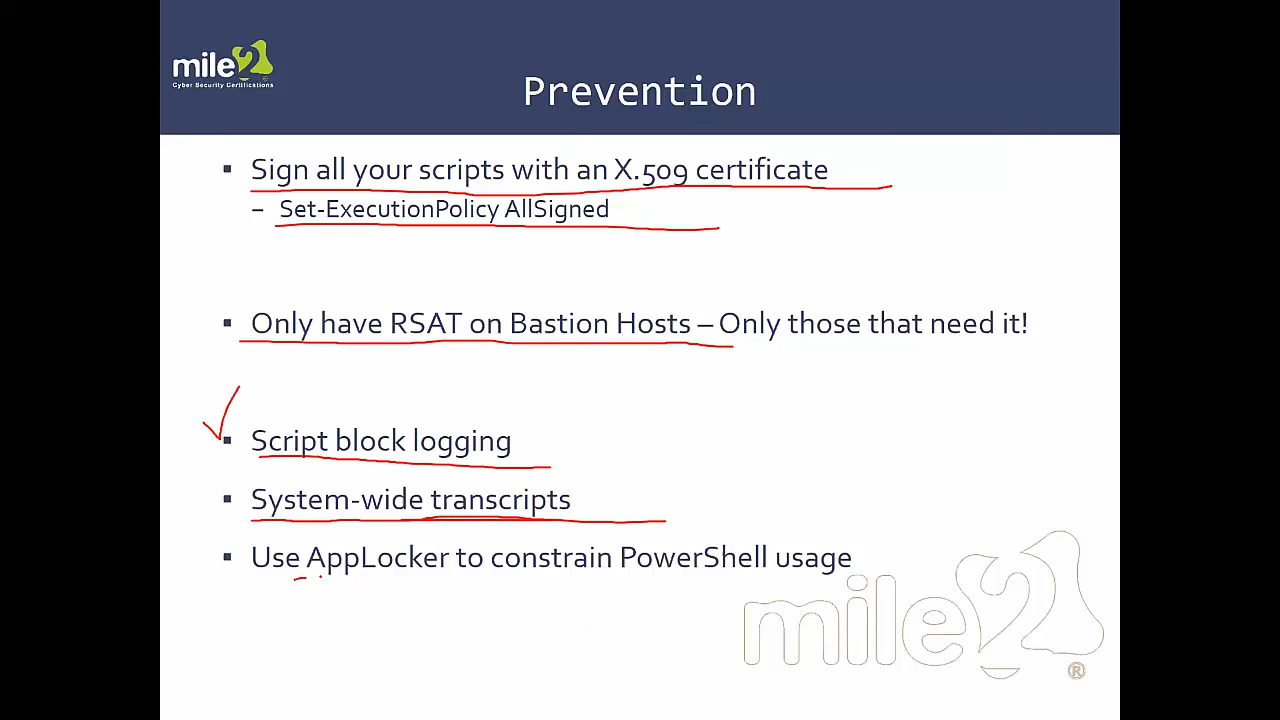 mile2®
Cyber Security Certifications
Prevention
▪ Sign all your scripts with an X.509 certificate
– Set-ExecutionPolicy AllSigned
▪ Only have RSAT on Bastion Hosts – Only those that need it!
▪ Script block logging
▪ System-wide transcripts
▪ Use AppLocker to constrain PowerShell usage
mile2®